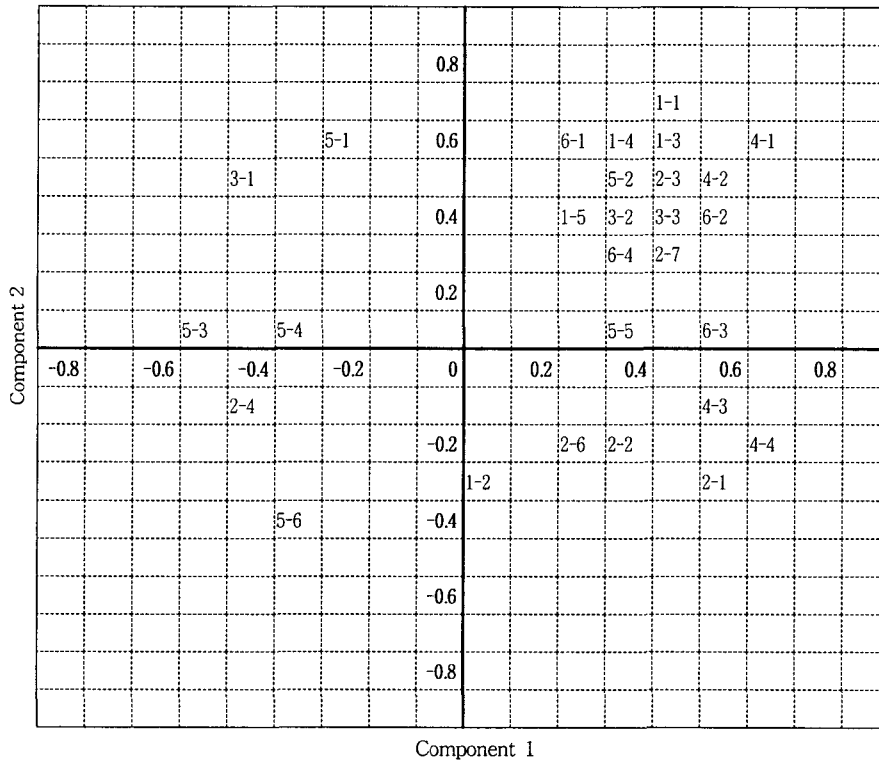 0.8
1-1
5-1 0.6 6-1 1-4 1-3 4-1
3-1 5-2 2-3 4-2
0.4 1-5 3-2 3-3 6-2
6-4 2-7
0.2
5-3 5-4 5-5 6-3
-0.8 -0.6 -0.4 -0.2 0 0.2 0.4 0.6 0.8
2-4 4-3
-0.2 2-6 2-2 4-4
1-2 2-1
5-6 -0.4
-0.6
-0.8
Component 2
Component 1